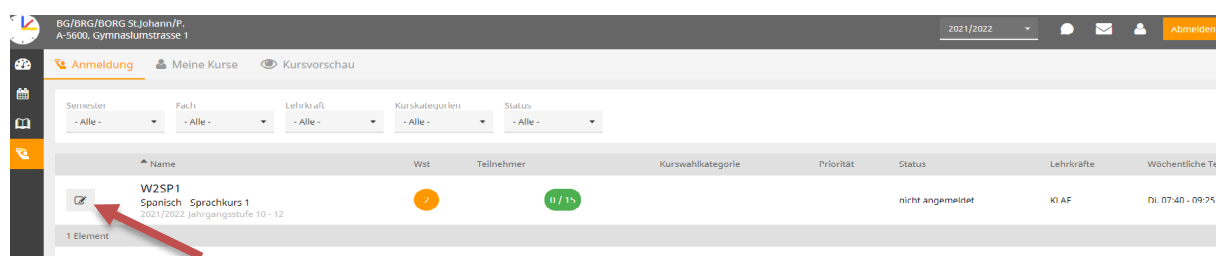 BG/BRG/BORG St.Johann/P.
A-5600, Gymnasiumstrasse 1
2021/2022
Abmelden
Anmeldung Meine Kurse Kursvorschau
Semester Fach Lehrkraft Kurskategorien Status
- Alle - - Alle - - Alle - - Alle - - Alle -
Name Wst Teilnehmer Kurswahlkategorie Priorität Status Lehrkräfte Wöchentliche Te
W2SP1
Spanisch Sprachkurs 1 2 0 / 15 nicht angemeldet KLAF Di. 07:40 - 09:25
2021/2022 Jahrgangsstufe 10 - 12
1 Element